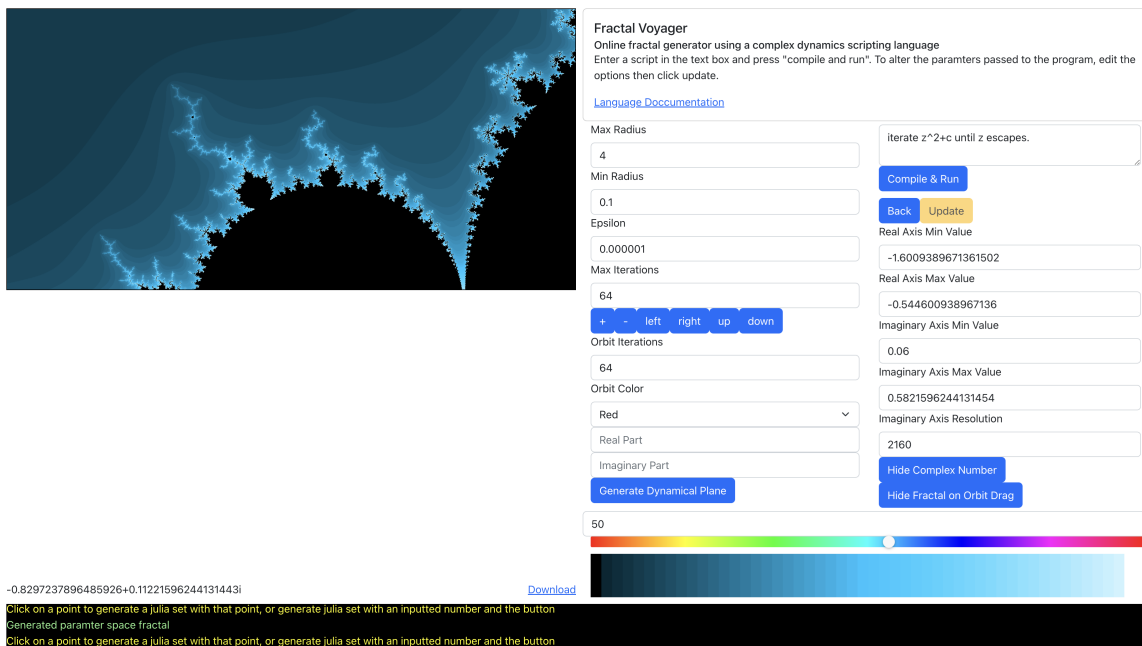 Fractal Voyager
Online fractal generator using a complex dynamics scripting language
Enter a script in the text box and press "compile and run". To alter the paramters passed to the program, edit the
options then click update.
Language Doccumentation
Max Radius
4
Min Radius
0.1
Epsilon
0.000001
Max Iterations
64
+ - left right up down
Orbit Iterations
64
Orbit Color
Red
Real Part
Imaginary Part
Generate Dynamical Plane
iterate z^2+c until z escapes.
Compile & Run
Back Update
Real Axis Min Value
-1.6009389671361502
Real Axis Max Value
-0.544600938967136
Imaginary Axis Min Value
0.06
Imaginary Axis Max Value
0.5821596244131454
Imaginary Axis Resolution
2160
Hide Complex Number
Hide Fractal on Orbit Drag
50
-0.8297237896485926+0.11221596244131443i
Download
Click on a point to generate a julia set with that point, or generate julia set with an inputted number and the button
Generated paramter space fractal
Click on a point to generate a julia set with that point, or generate julia set with an inputted number and the button